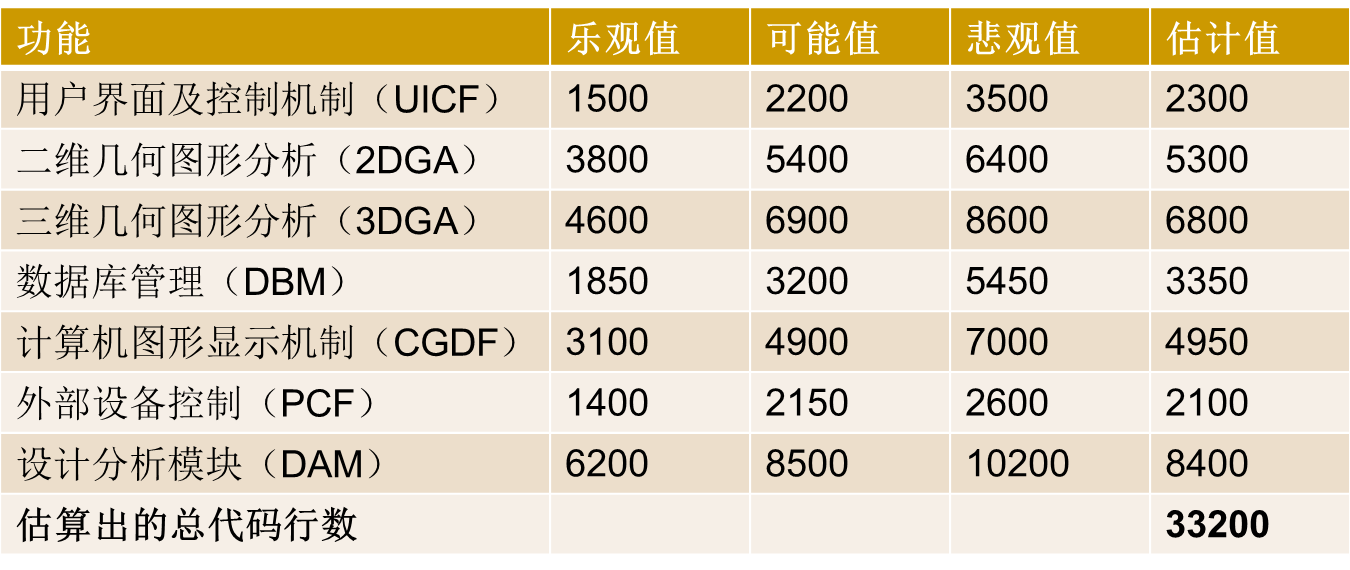 功能 乐观值 可能值 悲观值 估计值
用户界面及控制机制（UICF） 1500 2200 3500 2300
二维几何图形分析（2DGA） 3800 5400 6400 5300
三维几何图形分析（3DGA） 4600 6900 8600 6800
数据库管理（DBM） 1850 3200 5450 3350
计算机图形显示机制（CGDF） 3100 4900 7000 4950
外部设备控制（PCF） 1400 2150 2600 2100
设计分析模块（DAM） 6200 8500 10200 8400
估算出的总代码行数 33200